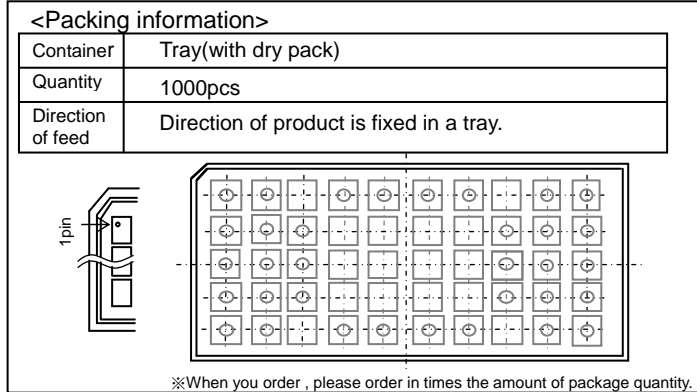 <Packing information>
Container Tray(with dry pack)
Quantity 1000pcs
Direction of feed Direction of product is fixed in a tray.
1pin
※When you order , please order in times the amount of package quantity.